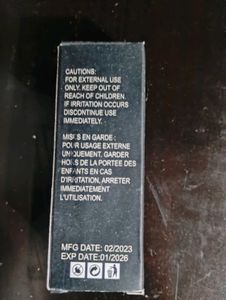 CAUTIONS:
FOR EXTERNAL USE
ONLY. KEEP OUT OF
REACH OF CHILDREN.
IF IRRITATION OCCURS
DISCONTINUE USE
IMMEDIATELY.
MISES EN GARDE :
POUR USAGE EXTERNE
UNIQUEMENT, GARDER
HORS DE LA PORTEE DES
ENFANTS EN CAS
D'IRRITATION, ARRETER
IMMEDIATEMENT
L'UTILISATION.
MFG DATE: 02/2023
EXP DATE:01/2026